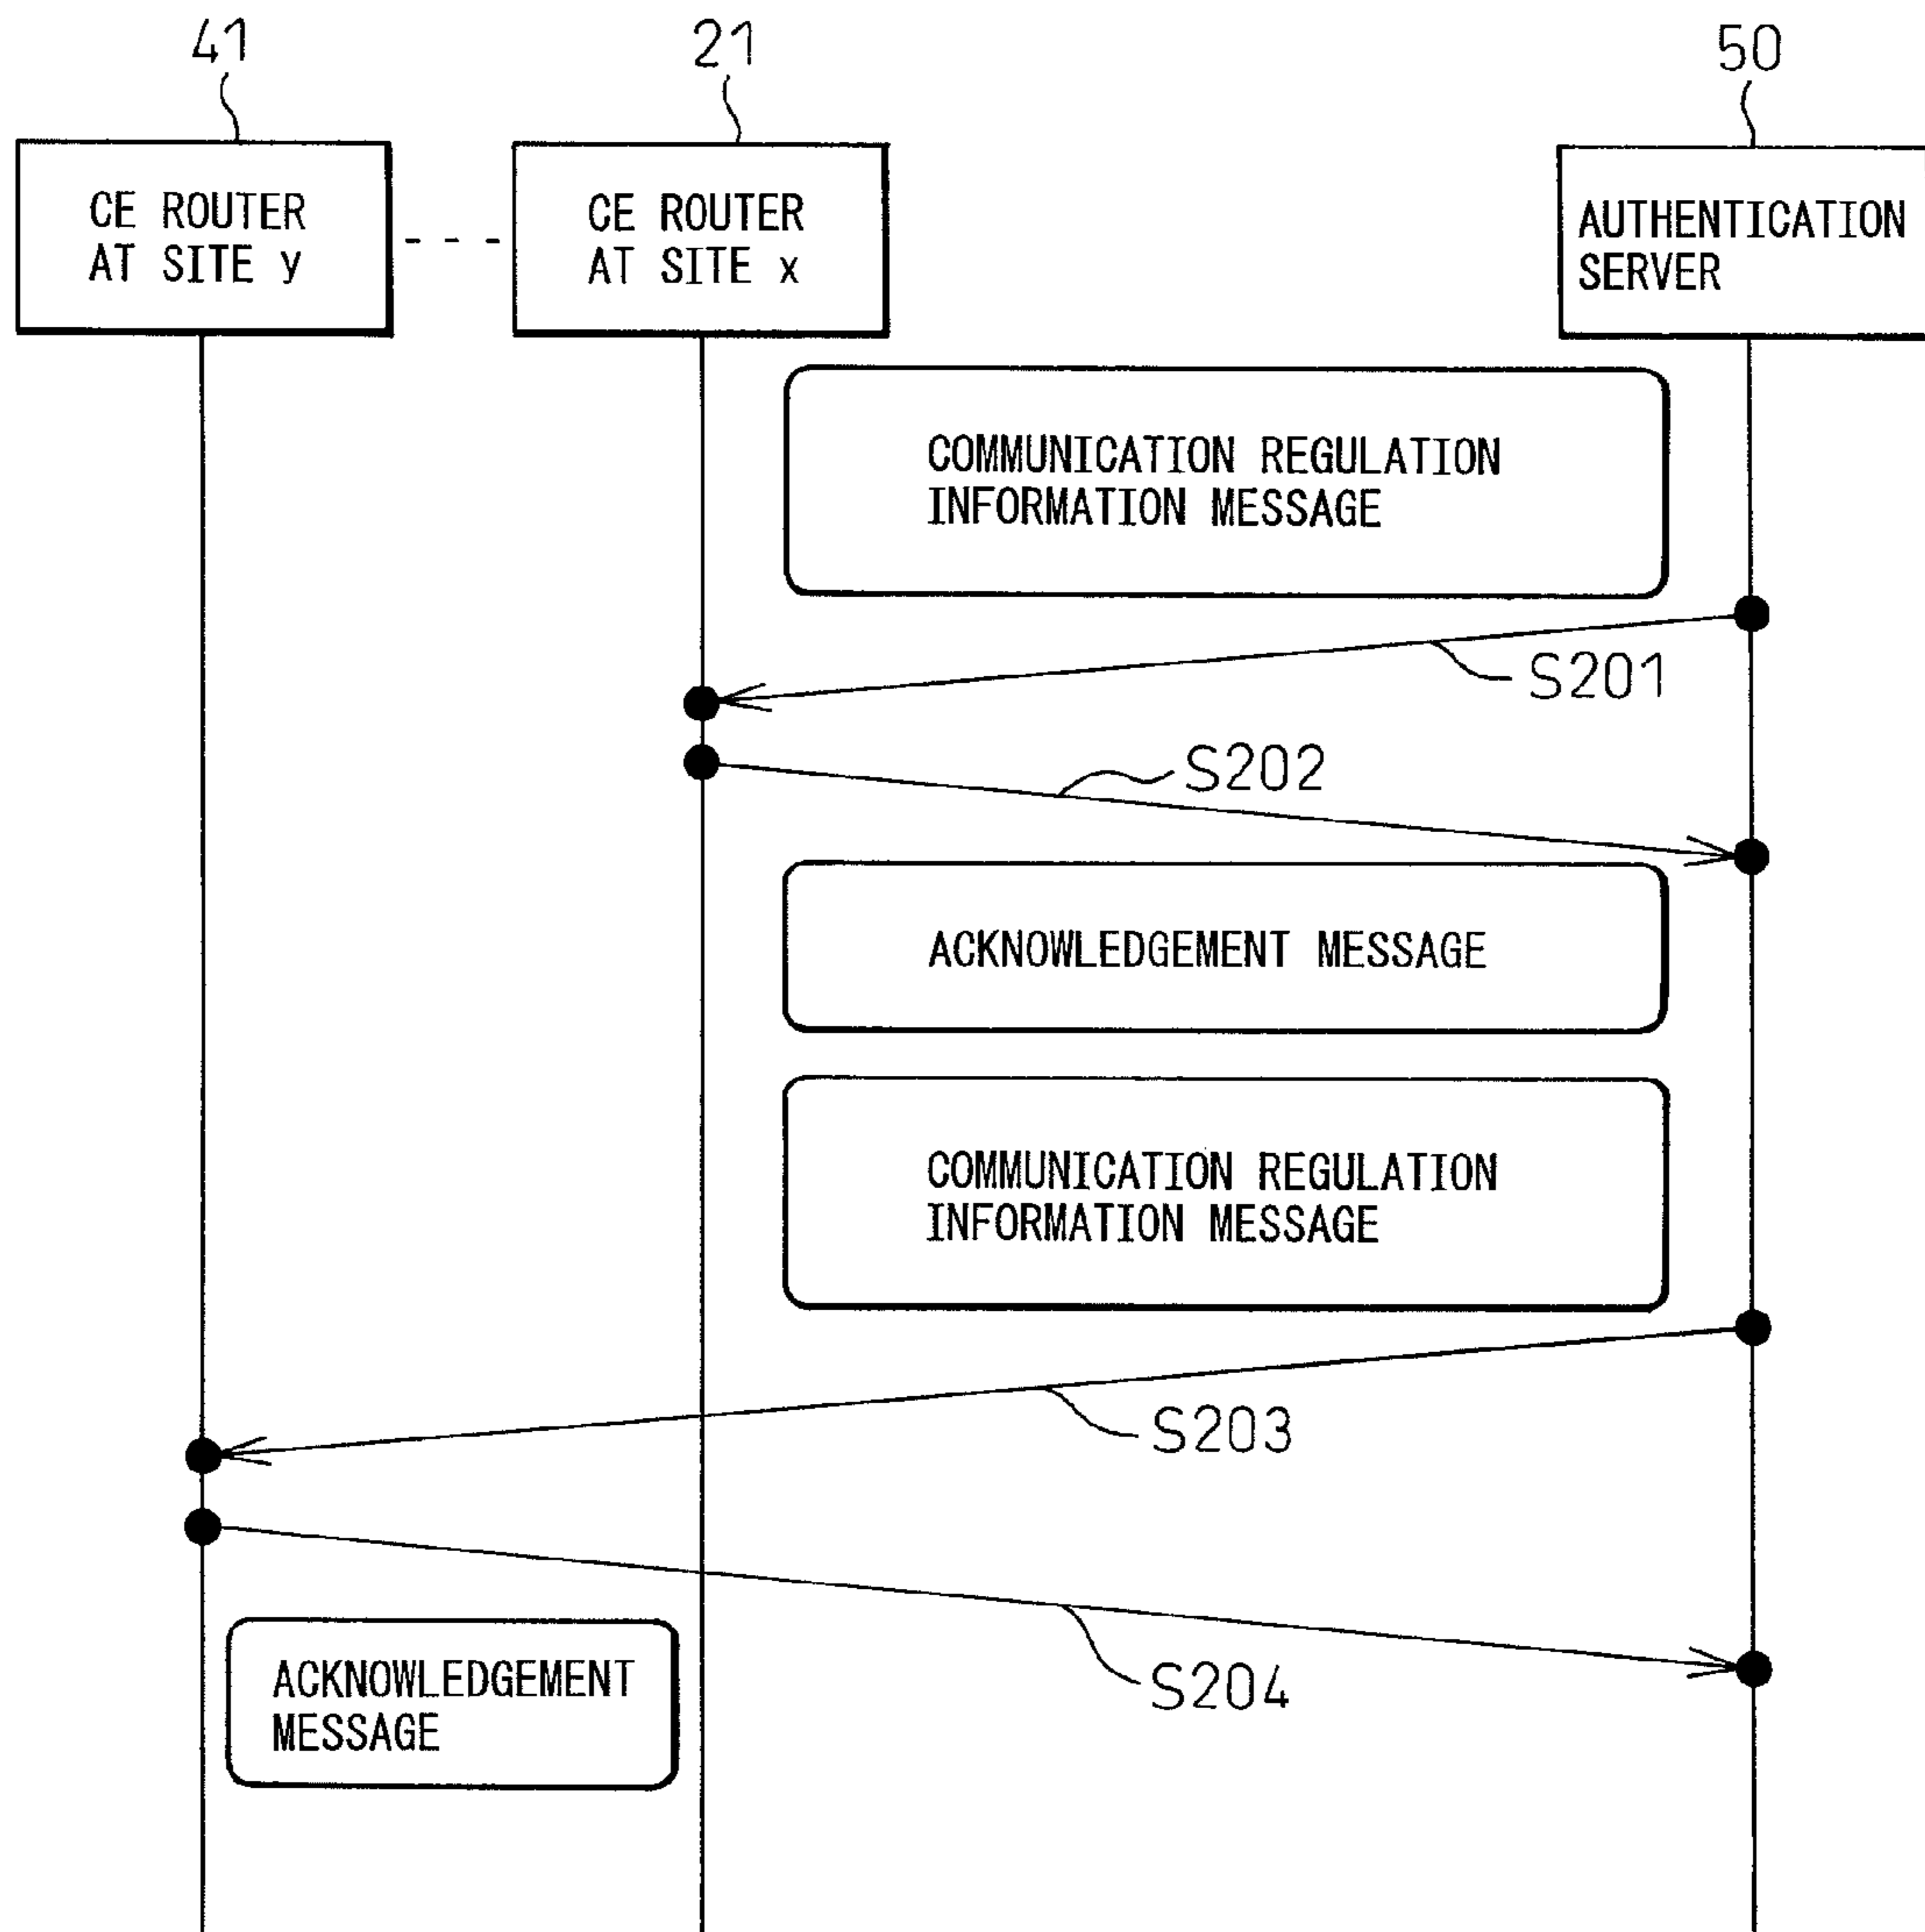 41
21
50
CE ROUTER
AT SITE y
CE ROUTER
AT SITE x
AUTHENTICATION
SERVER
COMMUNICATION REGULATION
INFORMATION MESSAGE
S201
S202
ACKNOWLEDGEMENT MESSAGE
COMMUNICATION REGULATION
INFORMATION MESSAGE
S203
S204
ACKNOWLEDGEMENT
MESSAGE